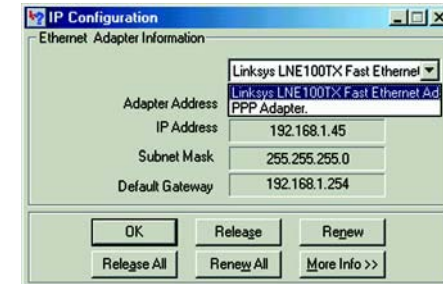 IP Configuration
Ethernet Adapter Information
Linksys LNE100TX Fast Ethernet
Linksys LNE100TX Fast Ethernet Ad
PPP Adapter.
Adapter Address
IP Address 192.168.1.45
Subnet Mask 255.255.255.0
Default Gateway 192.168.1.254
OK Release Renew
Release All Renew All More Info >>